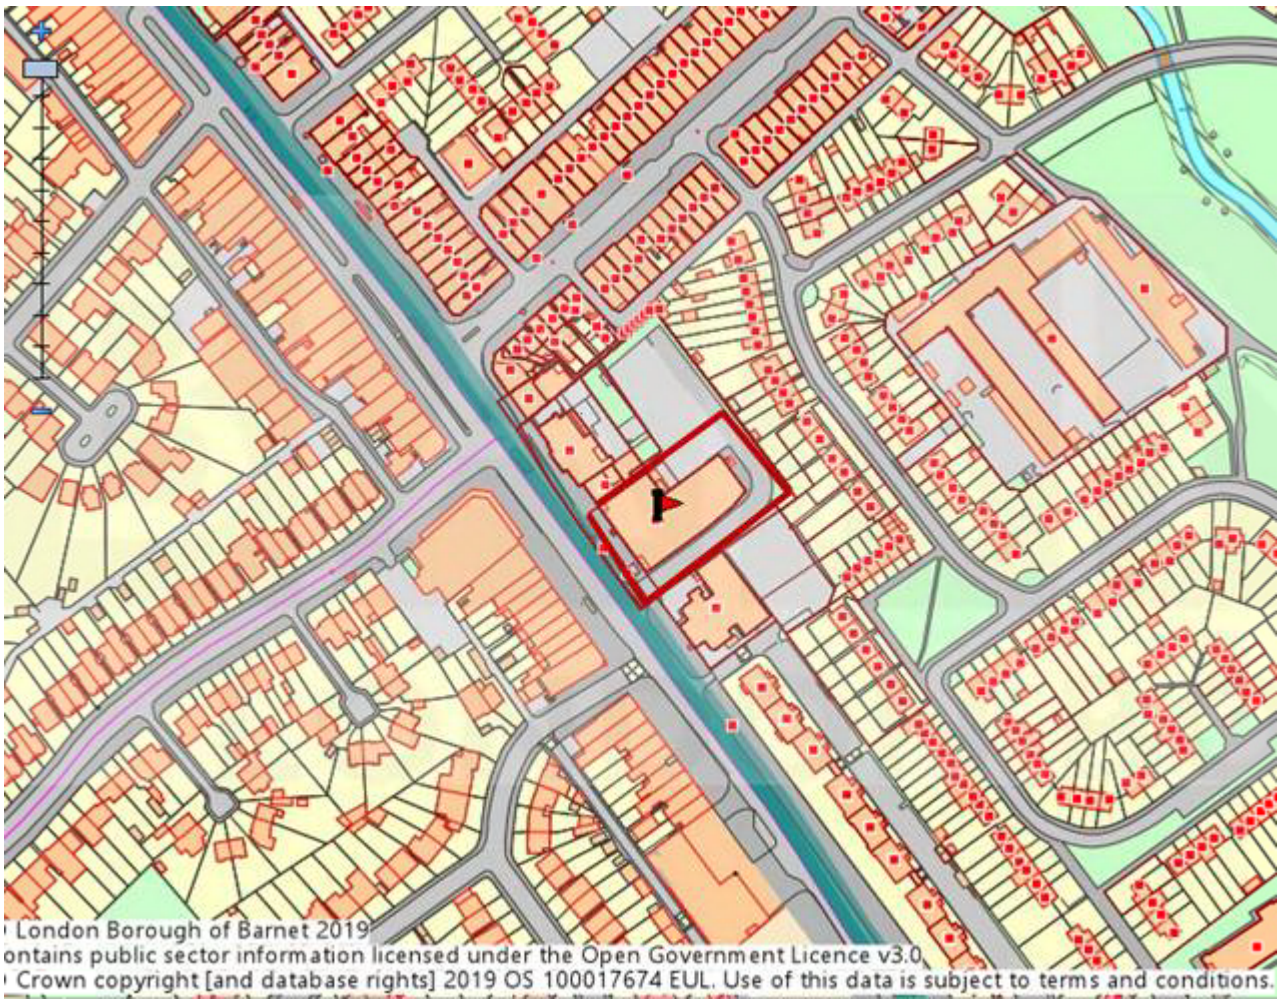 London Borough of Barnet 2019
ontains public sector information licensed under the Open Government Licence v3.0
Crown copyright [and database rights] 2019 OS 100017674 EUL. Use of this data is subject to terms and conditions.